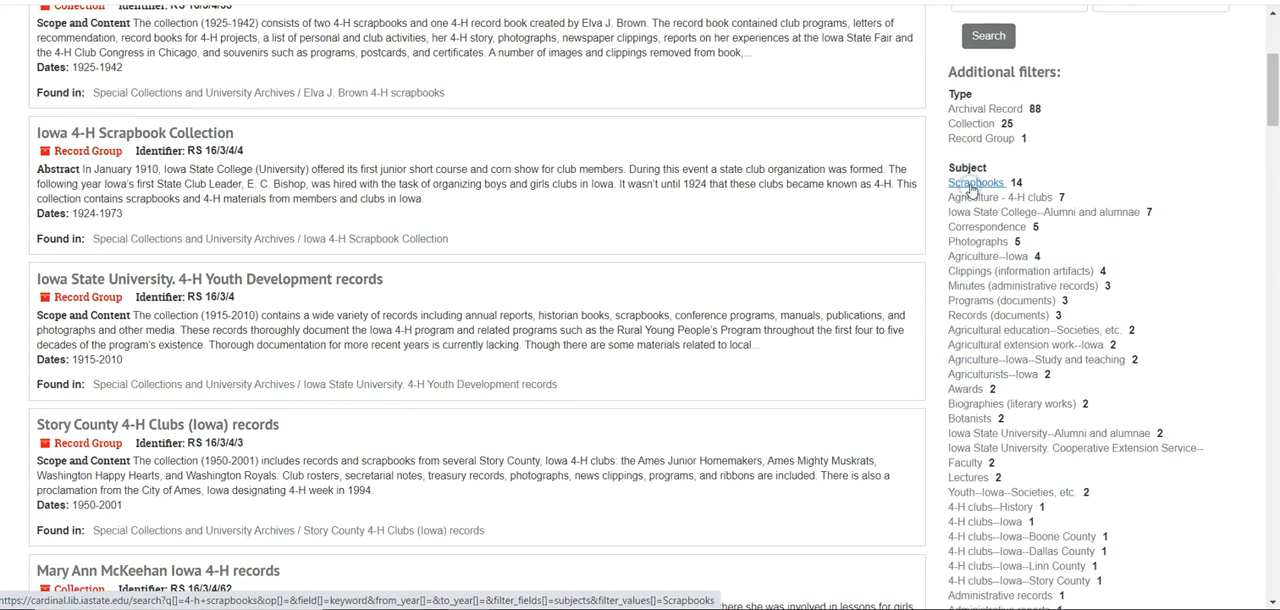 Collection Identifier: RS 16/3/4/55
Scope and Content The collection (1925-1942) consists of two 4-H scrapbooks and one 4-H record book created by Elva J. Brown. The record book contained club programs, letters of
recommendation, record books for 4-H projects, a list of personal and club activities, her 4-H story, photographs, newspaper clippings, reports on her experiences at the Iowa State Fair and
the 4-H Club Congress in Chicago, and souvenirs such as programs, postcards, and certificates. A number of images and clippings removed from book,...
Dates: 1925-1942
Found in: Special Collections and University Archives / Elva J. Brown 4-H scrapbooks
Iowa 4-H Scrapbook Collection
Record Group Identifier: RS 16/3/4/4
Abstract In January 1910, Iowa State College (University) offered its first junior short course and corn show for club members. During this event a state club organization was formed. The
following year Iowa's first State Club Leader, E. C. Bishop, was hired with the task of organizing boys and girls clubs in Iowa. It wasn't until 1924 that these clubs became known as 4-H. This
collection contains scrapbooks and 4-H materials from members and clubs in Iowa.
Dates: 1924-1973
Found in: Special Collections and University Archives / Iowa 4-H Scrapbook Collection
Iowa State University. 4-H Youth Development records
Record Group Identifier: RS 16/3/4
Scope and Content The collection (1915-2010) contains a wide variety of records including annual reports, historian books, scrapbooks, conference programs, manuals, publications, and
photographs and other media. These records thoroughly document the Iowa 4-H program and related programs such as the Rural Young People's Program throughout the first four to five
decades of the program's existence. Thorough documentation for more recent years is currently lacking. Though there are some materials related to local...
Dates: 1915-2010
Found in: Special Collections and University Archives / Iowa State University. 4-H Youth Development records
Story County 4-H Clubs (Iowa) records
Record Group Identifier: RS 16/3/4/3
Scope and Content The collection (1950-2001) includes records and scrapbooks from several Story County, Iowa 4-H clubs: the Ames Junior Homemakers, Ames Mighty Muskrats,
Washington Happy Hearts, and Washington Royals. Club rosters, secretarial notes, treasury records, photographs, news clippings, programs, and ribbons are included. There is also a
proclamation from the City of Ames, Iowa designating 4-H week in 1994.
Dates: 1950-2001
Found in: Special Collections and University Archives / Story County 4-H Clubs (Iowa) records
Mary Ann McKeehan Iowa 4-H records
Collection Identifier: RS 16/3/4/62
here she was involved in lessons for girls
https://cardinal.lib.iastate.edu/search?q[]=4-h+scrapbooks&op[]=&field[]=keyword&from_year[]=&to_year[]=&filter_fields[]=subjects&filter_values[]=Scrapbooks
Search
Additional filters:
Type
Archival Record 88
Collection 25
Record Group 1
Subject
Scrapbooks 14
Agriculture - 4-H clubs 7
Iowa State College--Alumni and alumnae 7
Correspondence 5
Photographs 5
Agriculture--Iowa 4
Clippings (information artifacts) 4
Minutes (administrative records) 3
Programs (documents) 3
Records (documents) 3
Agricultural education--Societies, etc. 2
Agricultural extension work--Iowa 2
Agriculture--Iowa--Study and teaching 2
Agriculturists--Iowa 2
Awards 2
Biographies (literary works) 2
Botanists 2
Iowa State University--Alumni and alumnae 2
Iowa State University. Cooperative Extension Service--
Faculty 2
Lectures 2
Youth--Iowa--Societies, etc. 2
4-H clubs--History 1
4-H clubs--Iowa 1
4-H clubs--Iowa--Boone County 1
4-H clubs--Iowa--Dallas County 1
4-H clubs--Iowa--Linn County 1
4-H clubs--Iowa--Story County 1
Administrative records 1